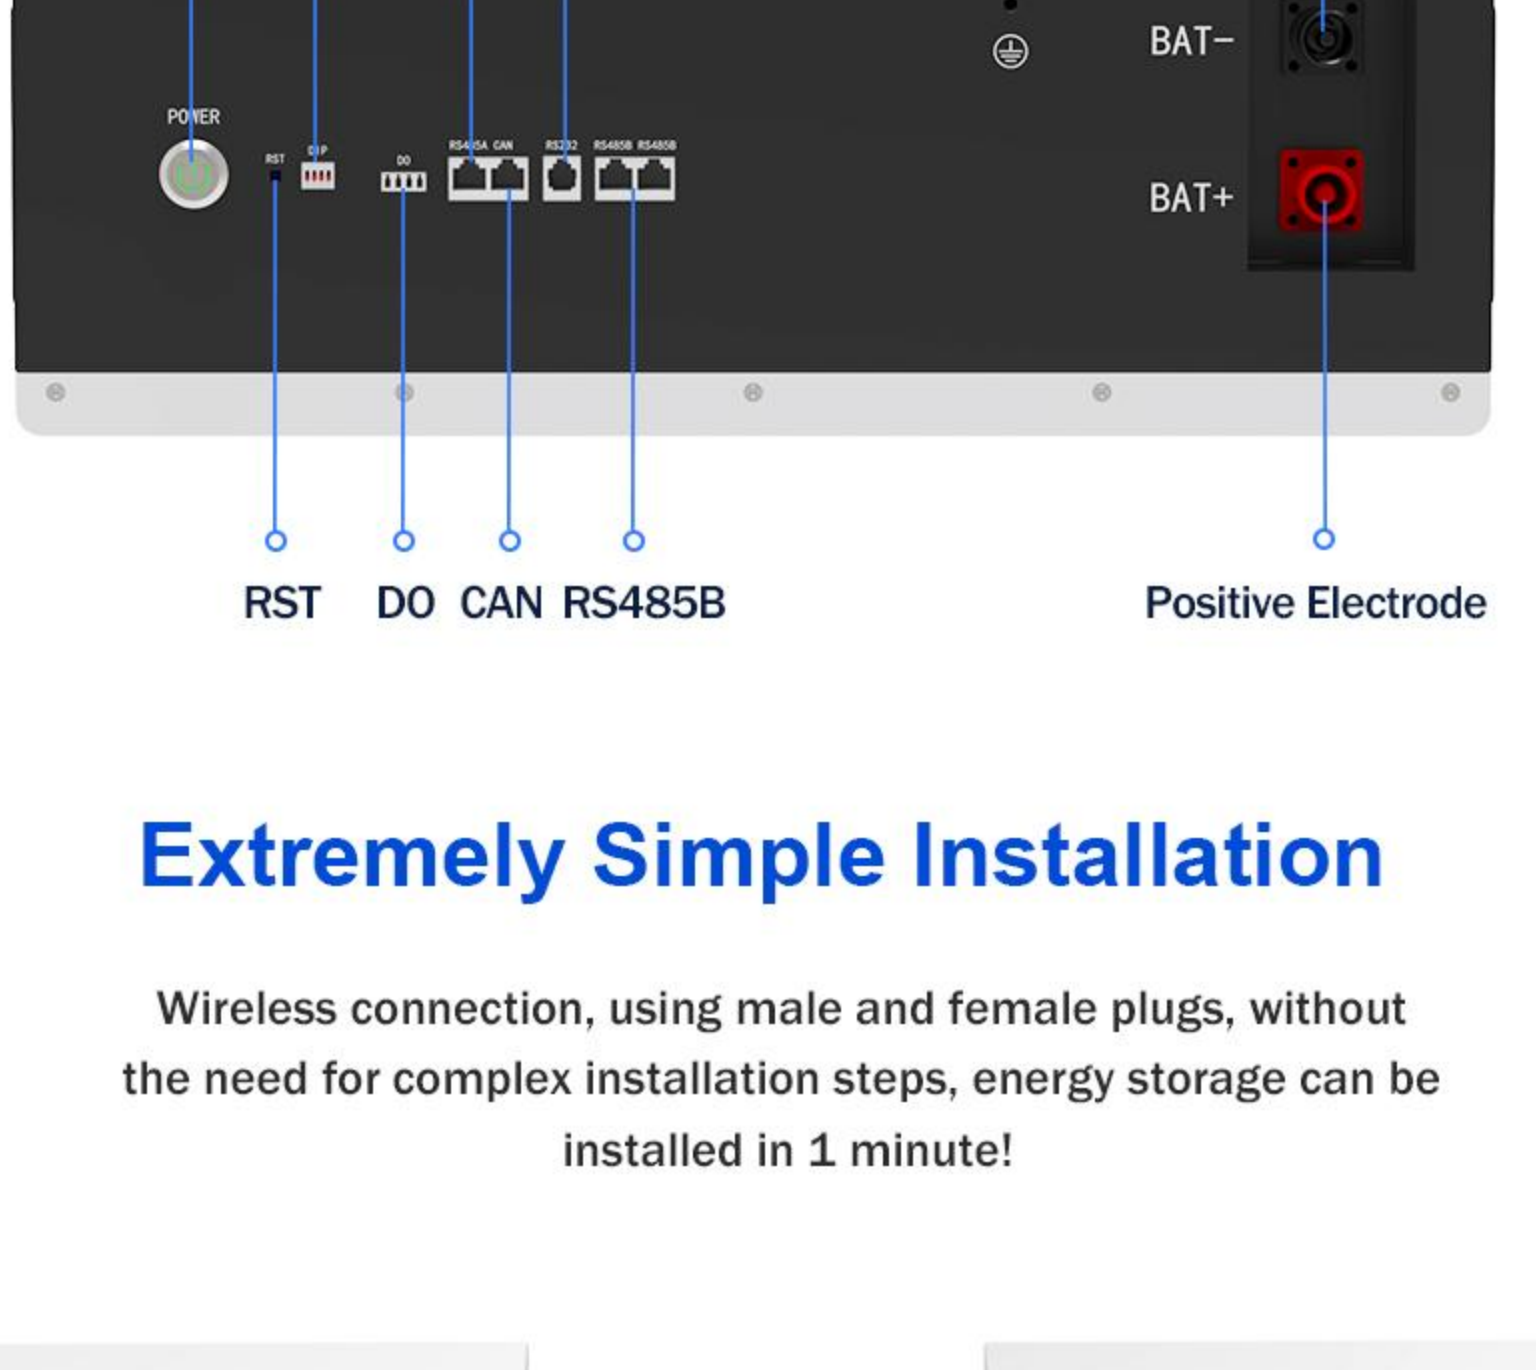 BAT−
POWER
RST
DIP
DO
RS485A CAN
RS232
RS485B RS485B
BAT+
RST
DO
CAN
RS485B
Positive Electrode
Extremely Simple Installation
Wireless connection, using male and female plugs, without
the need for complex installation steps, energy storage can be
installed in 1 minute!